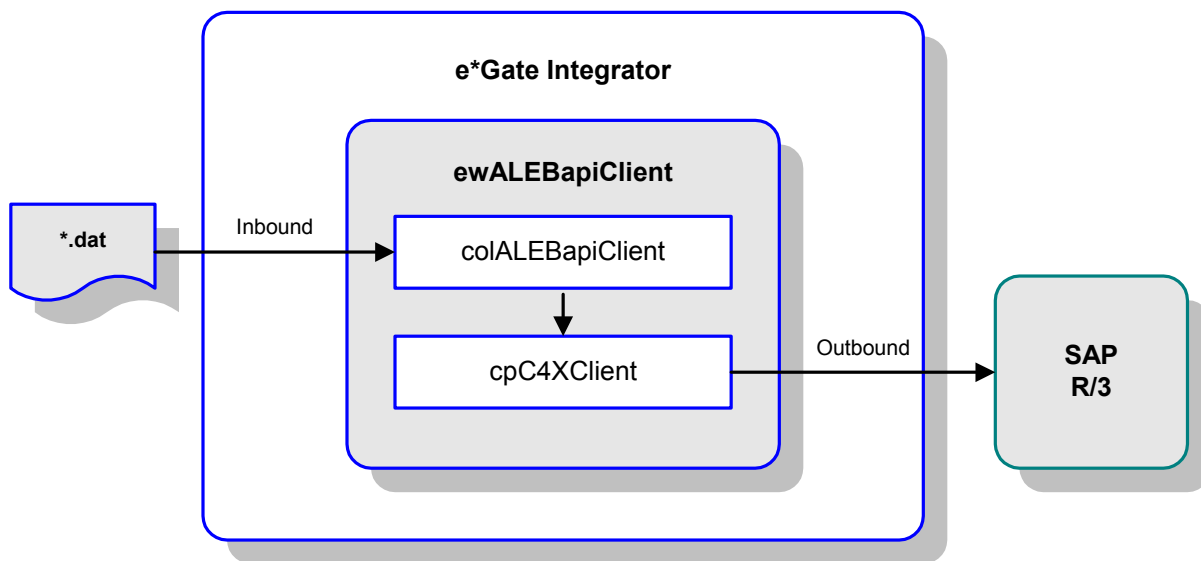 e*Gate Integrator
ewALEBapiClient
*.dat
Inbound
colALEBapiClient
cpC4XClient
Outbound
SAP
R/3